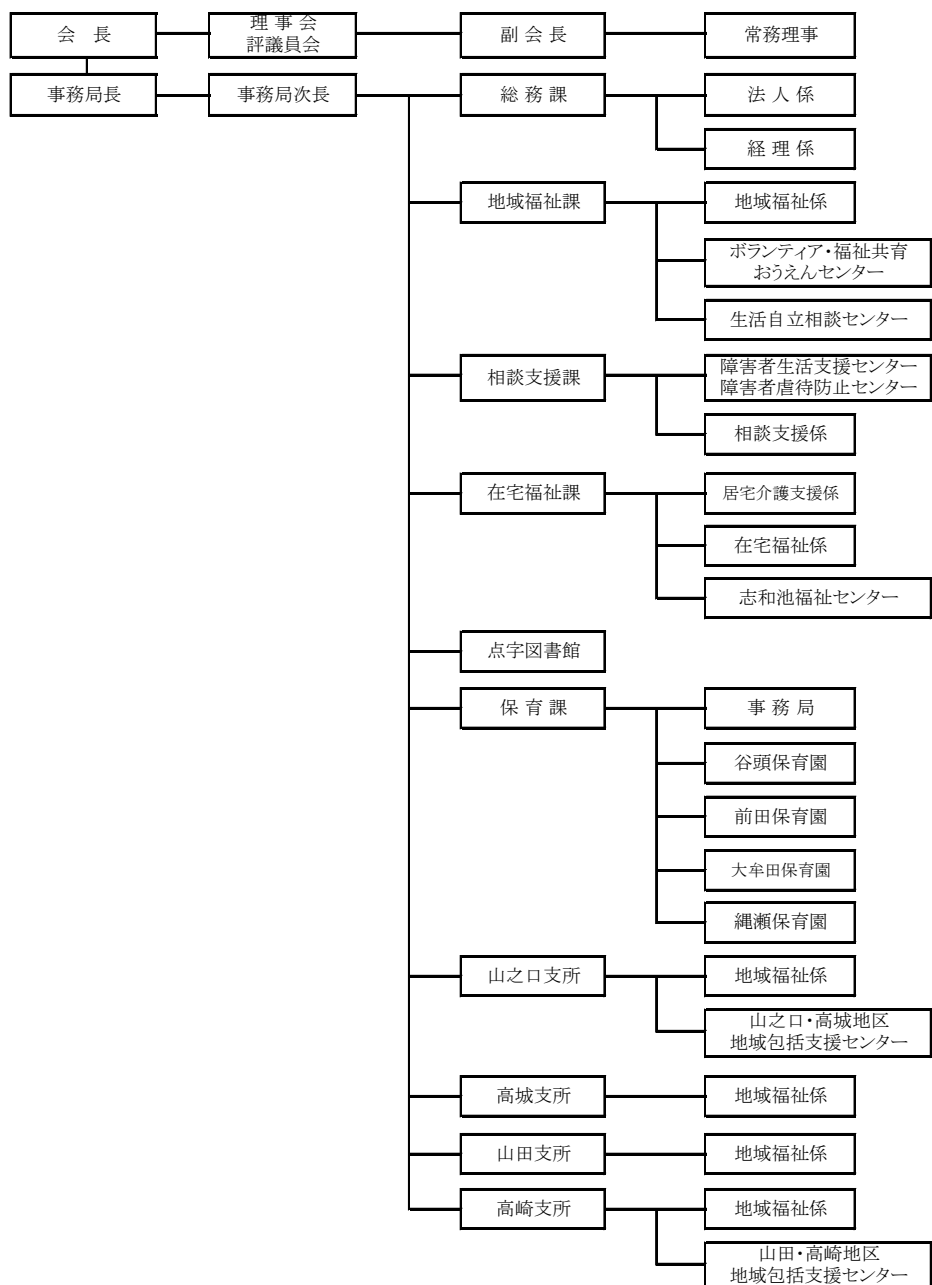 会 長
理 事 会
評議員会
副 会 長
常務理事
事務局長
事務局次長
総 務 課
法 人 係
経 理 係
地域福祉課
地域福祉係
ボランティア・福祉共育
おうえんセンター
生活自立相談センター
相談支援課
障害者生活支援センター
障害者虐待防止センター
相談支援係
在宅福祉課
居宅介護支援係
在宅福祉係
志和池福祉センター
点字図書館
保 育 課
事 務 局
谷頭保育園
前田保育園
大牟田保育園
縄瀬保育園
山之口支所
地域福祉係
山之口・高城地区
地域包括支援センター
高城支所
地域福祉係
山田支所
地域福祉係
高崎支所
地域福祉係
山田・高崎地区
地域包括支援センター